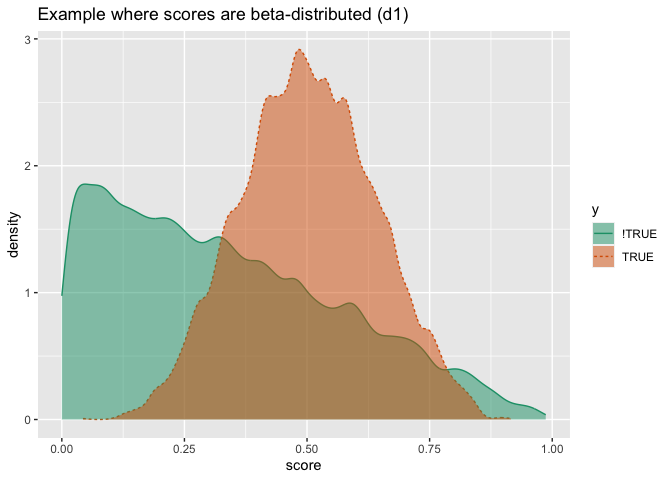 Example where scores are beta-distributed (d1)
3
2
1
0
density
0.00 0.25 0.50 0.75 1.00
score
y
!TRUE
TRUE